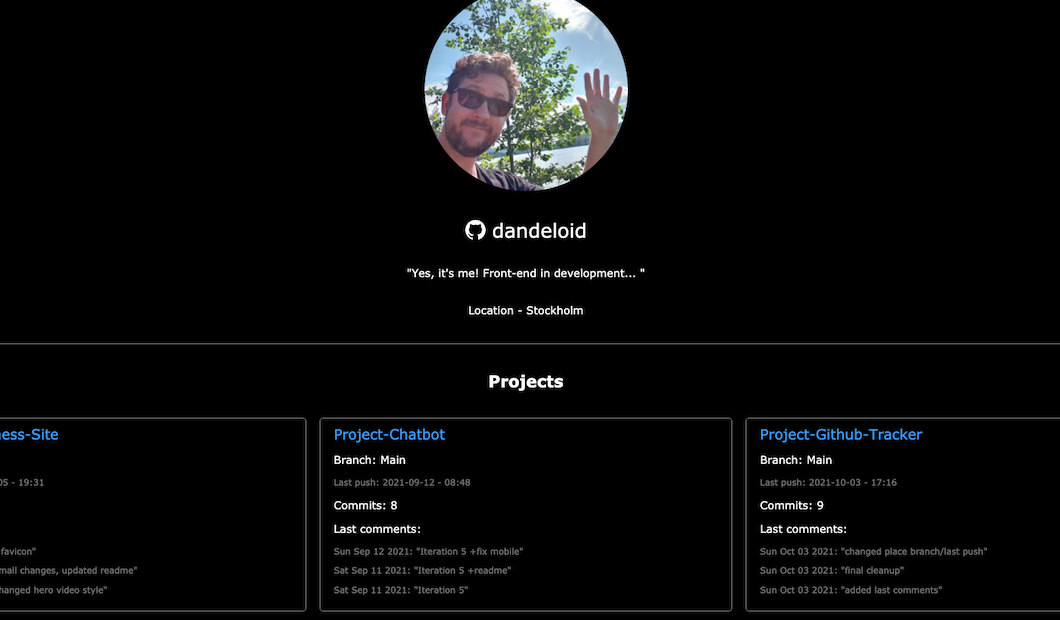 dandeloid
"Yes, it's me! Front-end in development... "
Location - Stockholm
Projects
ess-Site
05 - 19:31
favicon"
mall changes, updated readme"
hanged hero video style"
Project-Chatbot
Branch: Main
Last push: 2021-09-12 - 08:48
Commits: 8
Last comments:
Sun Sep 12 2021: "Iteration 5 +fix mobile"
Sat Sep 11 2021: "Iteration 5 +readme"
Sat Sep 11 2021: "Iteration 5"
Project-Github-Tracker
Branch: Main
Last push: 2021-10-03 - 17:16
Commits: 9
Last comments:
Sun Oct 03 2021: "changed place branch/last push"
Sun Oct 03 2021: "final cleanup"
Sun Oct 03 2021: "added last comments"